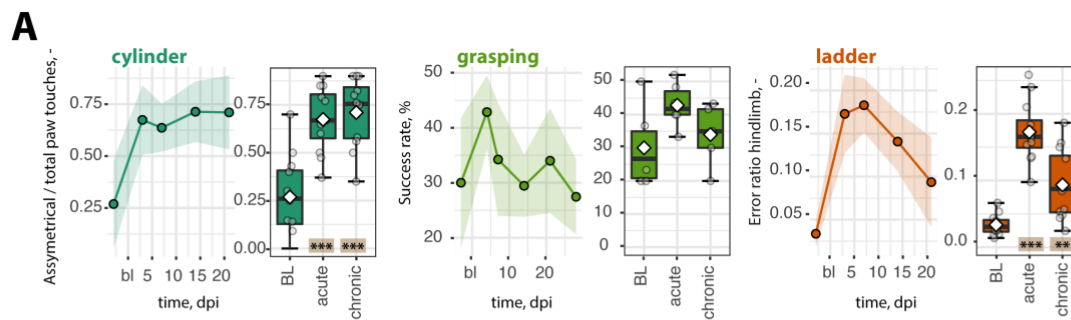 A
cylinder
grasping
ladder
Assymetrical / total paw touches, -
0.75
0.50
0.25
bl 5 10 15 20
time, dpi
0.75
0.50
0.25
0.00
*** ***
BL
acute
chronic
Success rate, %
50
40
30
20
bl 10 20
time, dpi
50
40
30
20
10
0
BL
acute
chronic
Error ratio hindlimb, -
0.20
0.15
0.10
0.05
bl 5 10 15 20
time, dpi
0.2
0.1
0.0
*** **
BL
acute
chronic